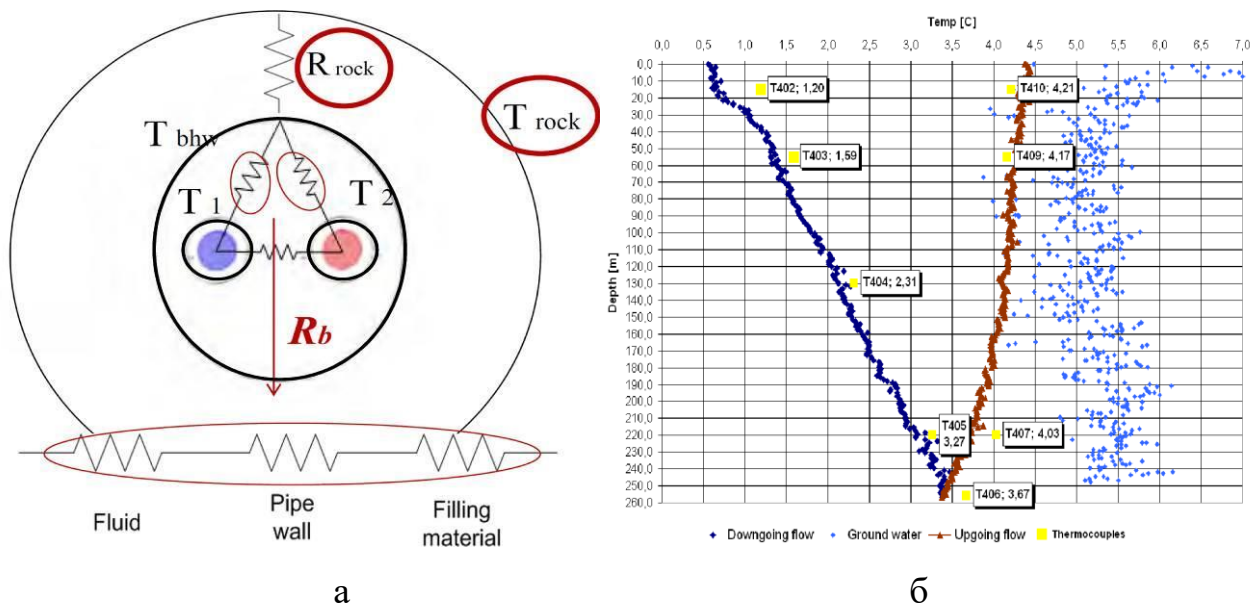 R rock
T rock
T bhw
T 1
T 2
Rb
Fluid
Pipe wall
Filling material
а
Temp [C]
0,0 0,5 1,0 1,5 2,0 2,5 3,0 3,5 4,0 4,5 5,0 5,5 6,0 6,5 7,0
Depth [m]
0,0
10,0
20,0
30,0
40,0
50,0
60,0
70,0
80,0
90,0
100,0
110,0
120,0
130,0
140,0
150,0
160,0
170,0
180,0
190,0
200,0
210,0
220,0
230,0
240,0
250,0
260,0
T402; 1,20
T410; 4,21
T403; 1,59
T409; 4,17
T404; 2,31
T405
3,27
T407; 4,03
T406; 3,67
Downgoing flow Ground water Upgoing flow Thermocouples
б